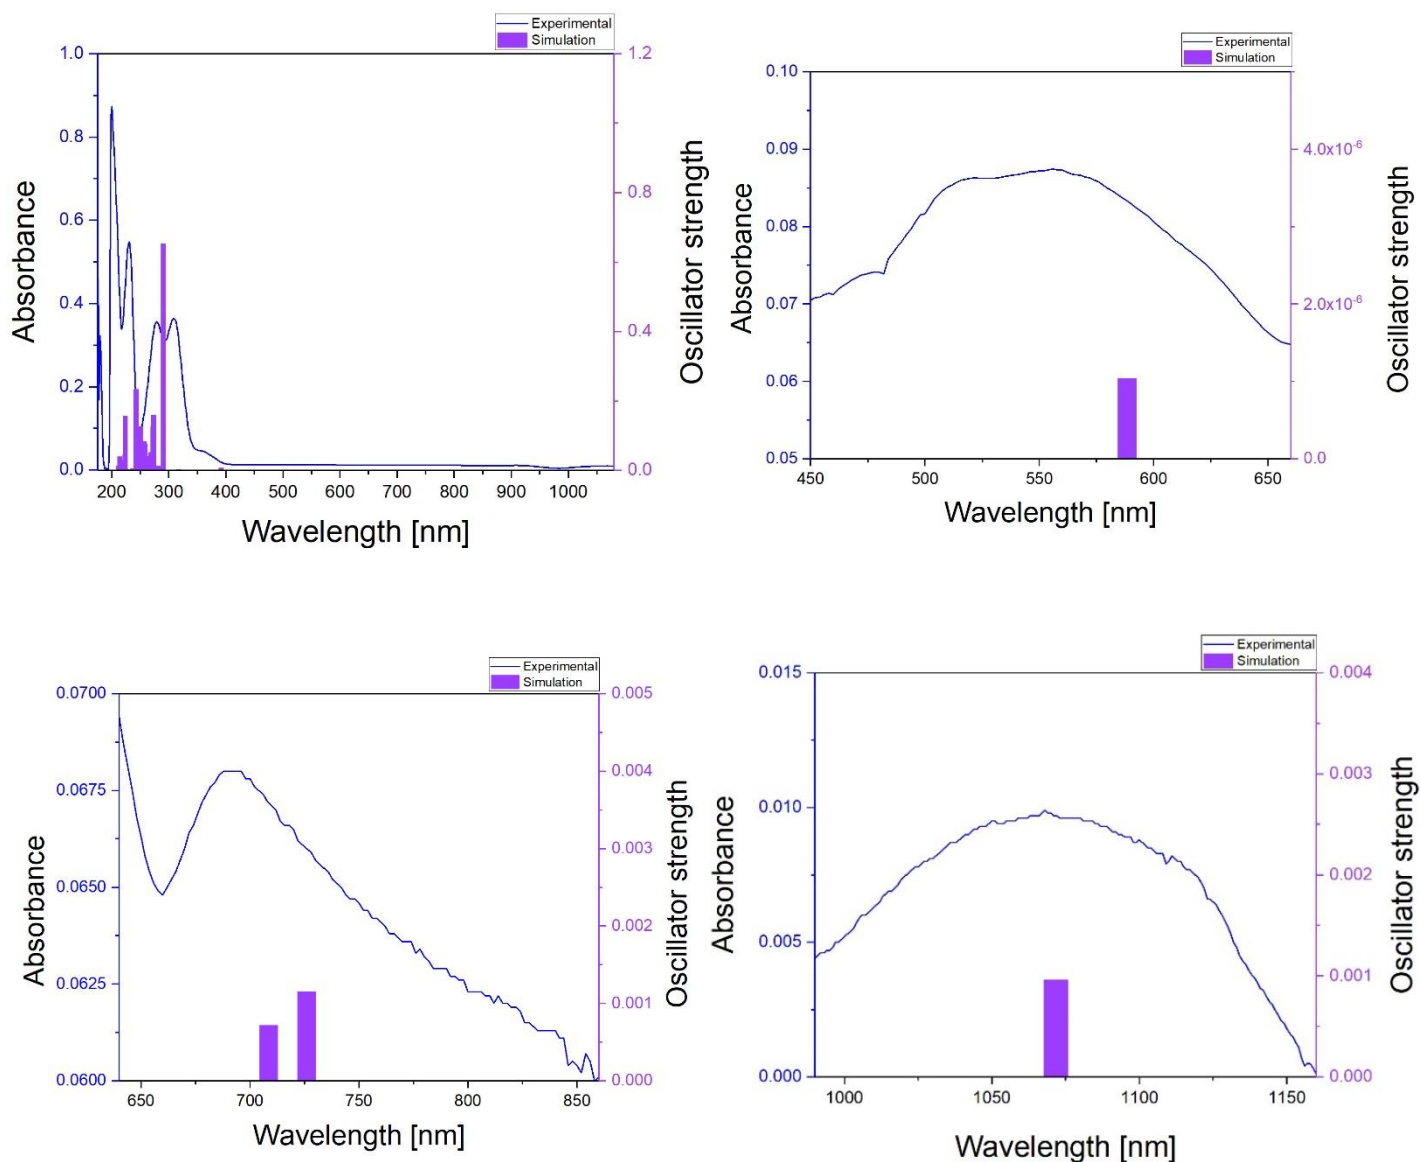 Experimental
Simulation
1.0
0.8
0.6
0.4
0.2
0.0
Absorbance
1.2
0.8
0.4
0.0
Oscillator strength
200 300 400 500 600 700 800 900 1000
Wavelength [nm]
Experimental
Simulation
0.10
0.09
0.08
0.07
0.06
0.05
Absorbance
4.0x10⁻⁶
2.0x10⁻⁶
0.0
Oscillator strength
450 500 550 600 650
Wavelength [nm]
Experimental
Simulation
0.0700
0.0675
0.0650
0.0625
0.0600
Absorbance
0.005
0.004
0.003
0.002
0.001
0.000
Oscillator strength
650 700 750 800 850
Wavelength [nm]
Experimental
Simulation
0.015
0.010
0.005
0.000
Absorbance
0.004
0.003
0.002
0.001
0.000
Oscillator strength
1000 1050 1100 1150
Wavelength [nm]